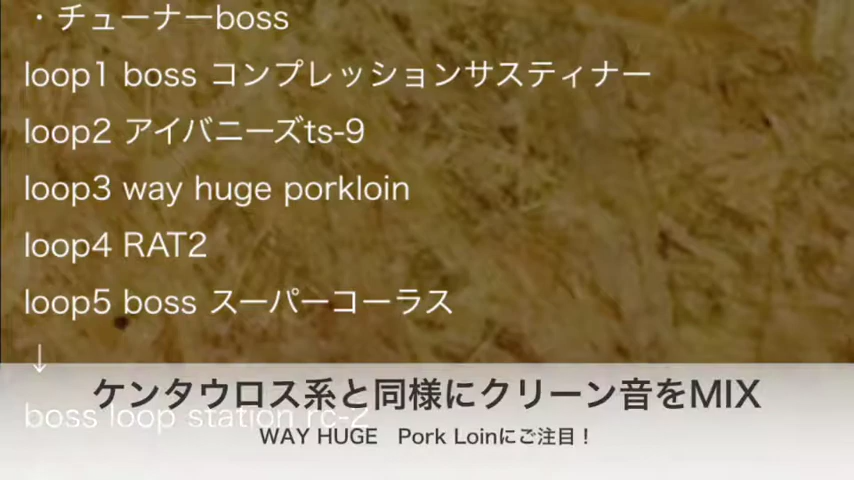 ・チューナーboss
loop1 boss コンプレッションサスティナー
loop2 アイバニーズts-9
loop3 way huge porkloin
loop4 RAT2
loop5 boss スーパーコーラス
↓
ケンタウロス系と同様にクリーン音をMIX
boss loop station rc-2
WAY HUGE Pork Loinにご注目！